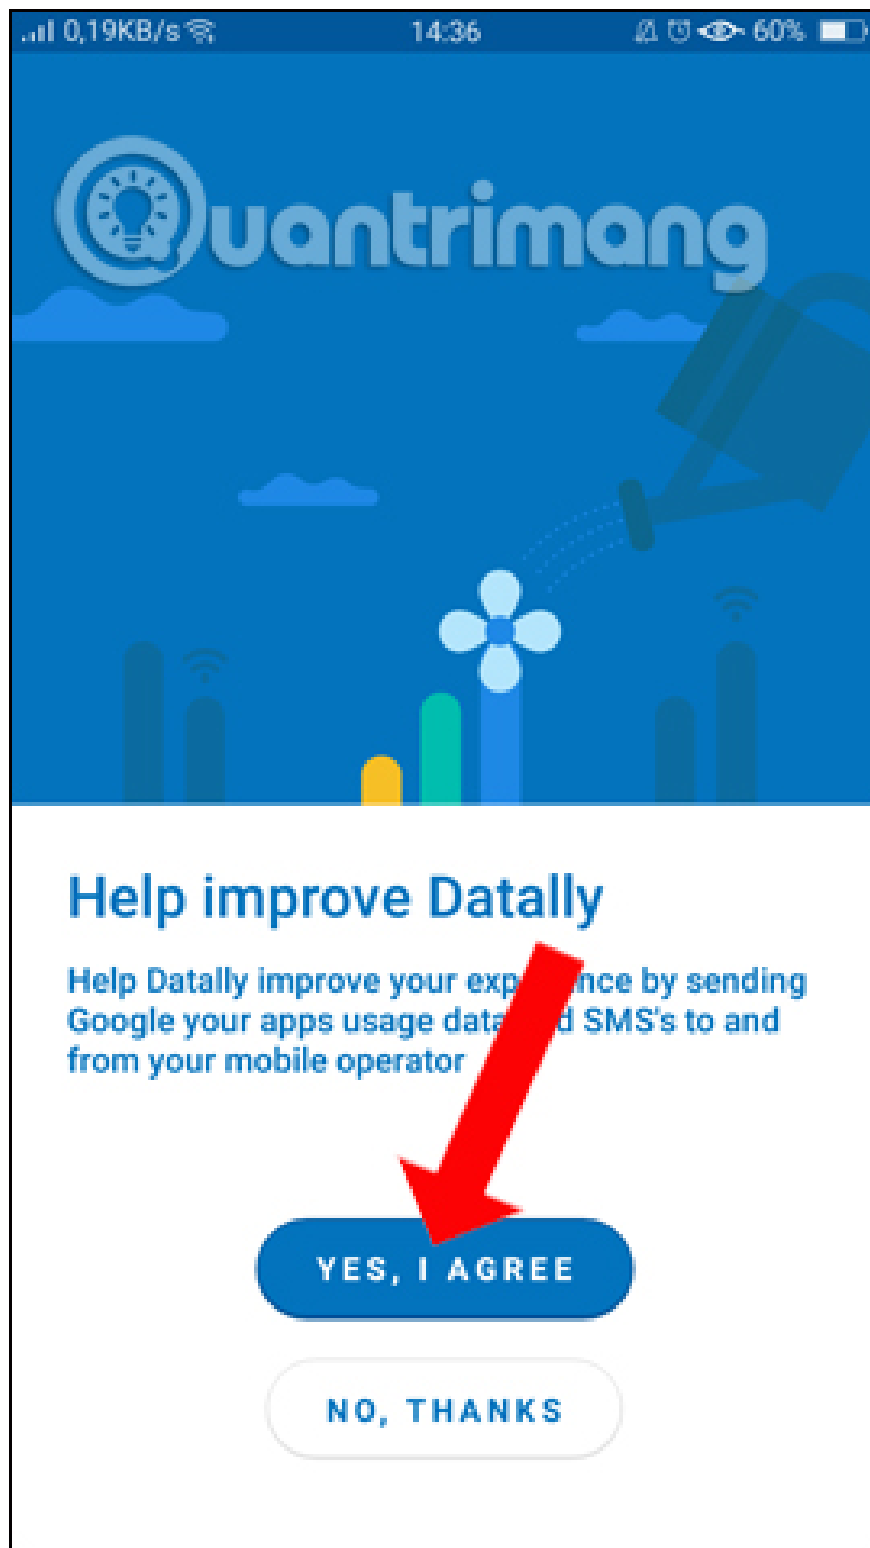 0,19KB/s 14:36 60%
Quantrimang
Help improve Datally
Help Datally improve your exp nce by sending
Google your apps usage data d SMS's to and
from your mobile operator
YES, I AGREE
NO, THANKS